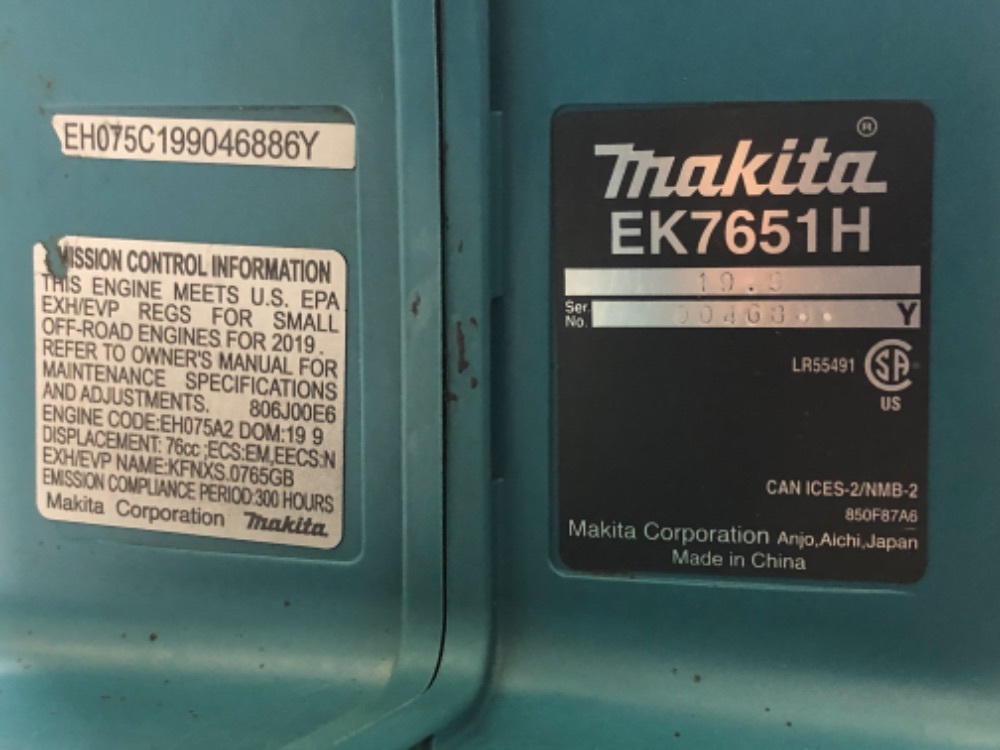 EH075C199046886Y
MISSION CONTROL INFORMATION
THIS ENGINE MEETS U.S. EPA
EXH/EVP REGS FOR SMALL
OFF-ROAD ENGINES FOR 2019.
REFER TO OWNER'S MANUAL FOR
MAINTENANCE SPECIFICATIONS
AND ADJUSTMENTS. 806J00E6
ENGINE CODE:EH075A2 DOM:19 9
DISPLACEMENT: 76cc ;ECS:EM,EECS:N
EXH/EVP NAME:KFNXS.0765GB
EMISSION COMPLIANCE PERIOD:300 HOURS
Makita Corporation Makita
Makita ®
EK7651H
19.9
Ser. No. Y
LR55491 SA
US
CAN ICES-2/NMB-2
850F87A6
Makita Corporation Anjo,Aichi,Japan
Made in China